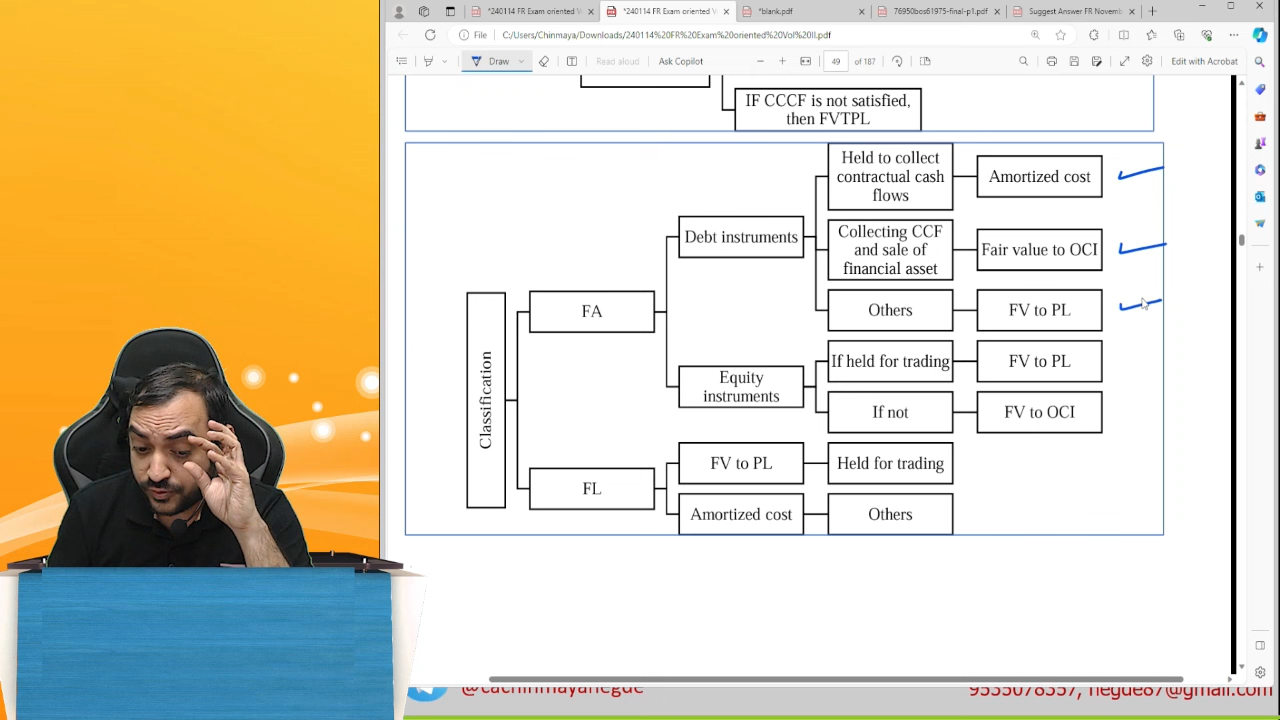 *240114 FR Exam oriented V
*240114 FR Exam oriented V
*blank.pdf
76950bos61975-final-p1.pdf
Suggest Answer FR Novemb
File
C:/Users/Chinmaya/Downloads/240114%20FR%20Exam%20oriented%20Vol%20II.pdf
Draw
Read aloud
Ask Copilot
49
of 187
Edit with Acrobat
IF CCCF is not satisfied,
then FVTPL
Classification
FA
Debt instruments
Held to collect
contractual cash
flows
Amortized cost
Collecting CCF
and sale of
financial asset
Fair value to OCI
Others
FV to PL
Equity
instruments
If held for trading
FV to PL
If not
FV to OCI
FL
FV to PL
Held for trading
Amortized cost
Others
@cachinmayahegde
9535078357, heyde87@gmail.com